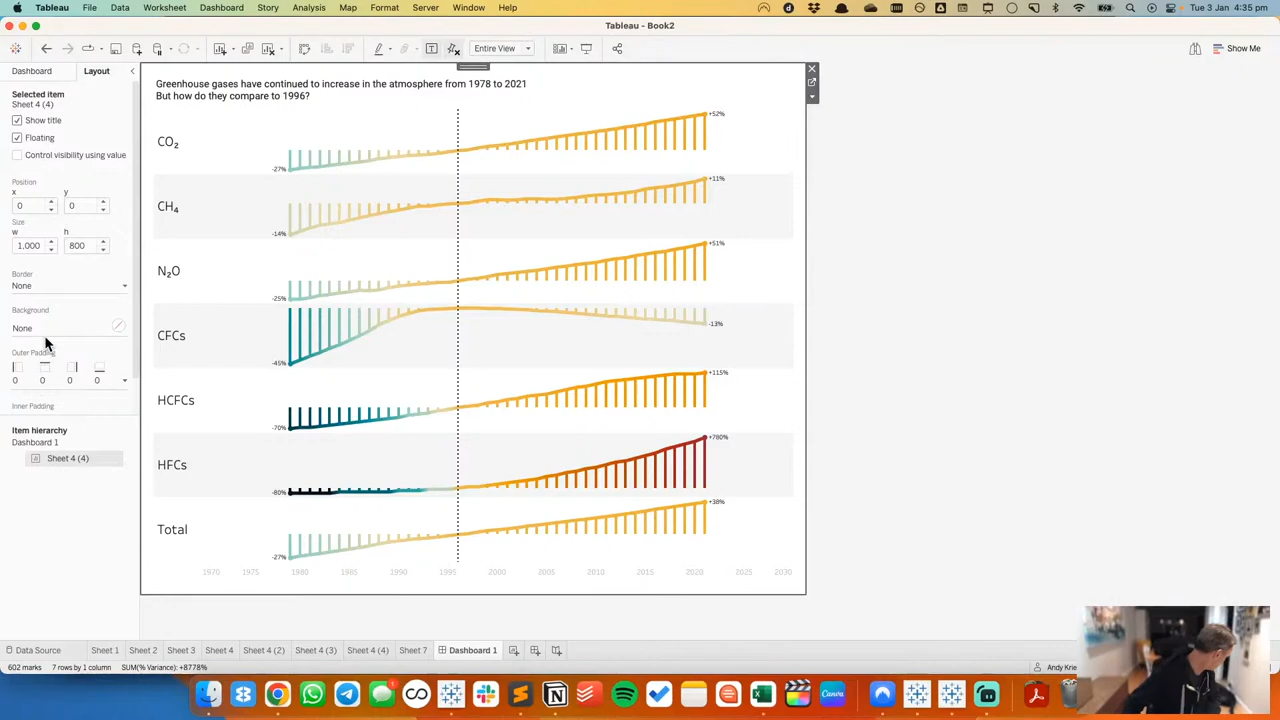 Tableau File Data Worksheet Dashboard Story Analysis Map Format Server Window Help Tue 3 Jan 4:35 pm
Tableau - Book2
Entire View Show Me
Dashboard Layout
Selected item
Sheet 4 (4)
Show title
Floating
Control visibility using value
Position
x y
0 0
Size
w h
1,000 800
Border
None
Background
None
Outer Padding
0 0 0 0
Inner Padding
Item hierarchy
Dashboard 1
Sheet 4 (4)
Greenhouse gases have continued to increase in the atmosphere from 1978 to 2021
But how do they compare to 1996?
+52%
CO₂
-27%
+11%
CH₄
-14%
+51%
N₂O
-25%
-13%
CFCs
-45%
+115%
HCFCs
-70%
+780%
HFCs
-80%
+38%
Total
-27%
1970 1975 1980 1985 1990 1995 2000 2005 2010 2015 2020 2025 2030
Data Source Sheet 1 Sheet 2 Sheet 3 Sheet 4 Sheet 4 (2) Sheet 4 (3) Sheet 4 (4) Sheet 7 Dashboard 1
602 marks 7 rows by 1 column SUM(% Variance): +8778% Andy Krie
Canva